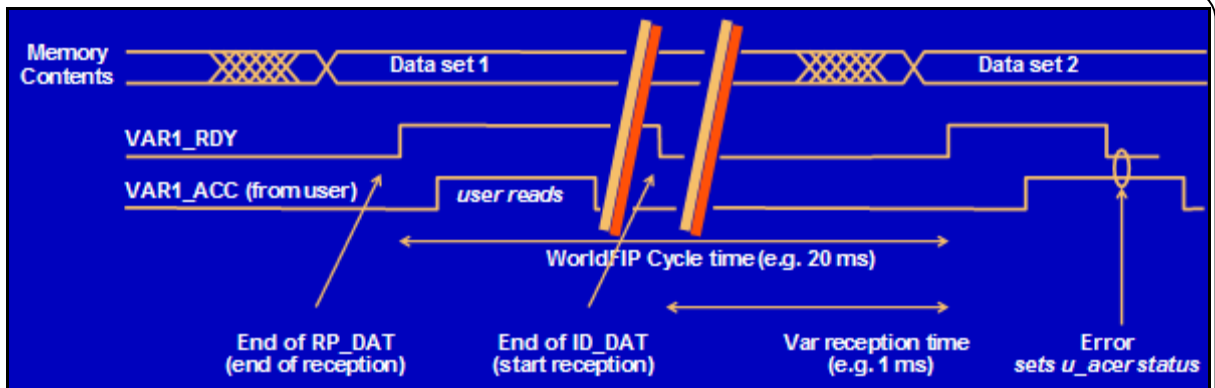 Memory
Contents
Data set 1
Data set 2
VAR1_RDY
VAR1_ACC (from user)
user reads
WorldFIP Cycle time (e.g. 20 ms)
End of RP_DAT
(end of reception)
End of ID_DAT
(start reception)
Var reception time
(e.g. 1 ms)
Error
sets u_acer status